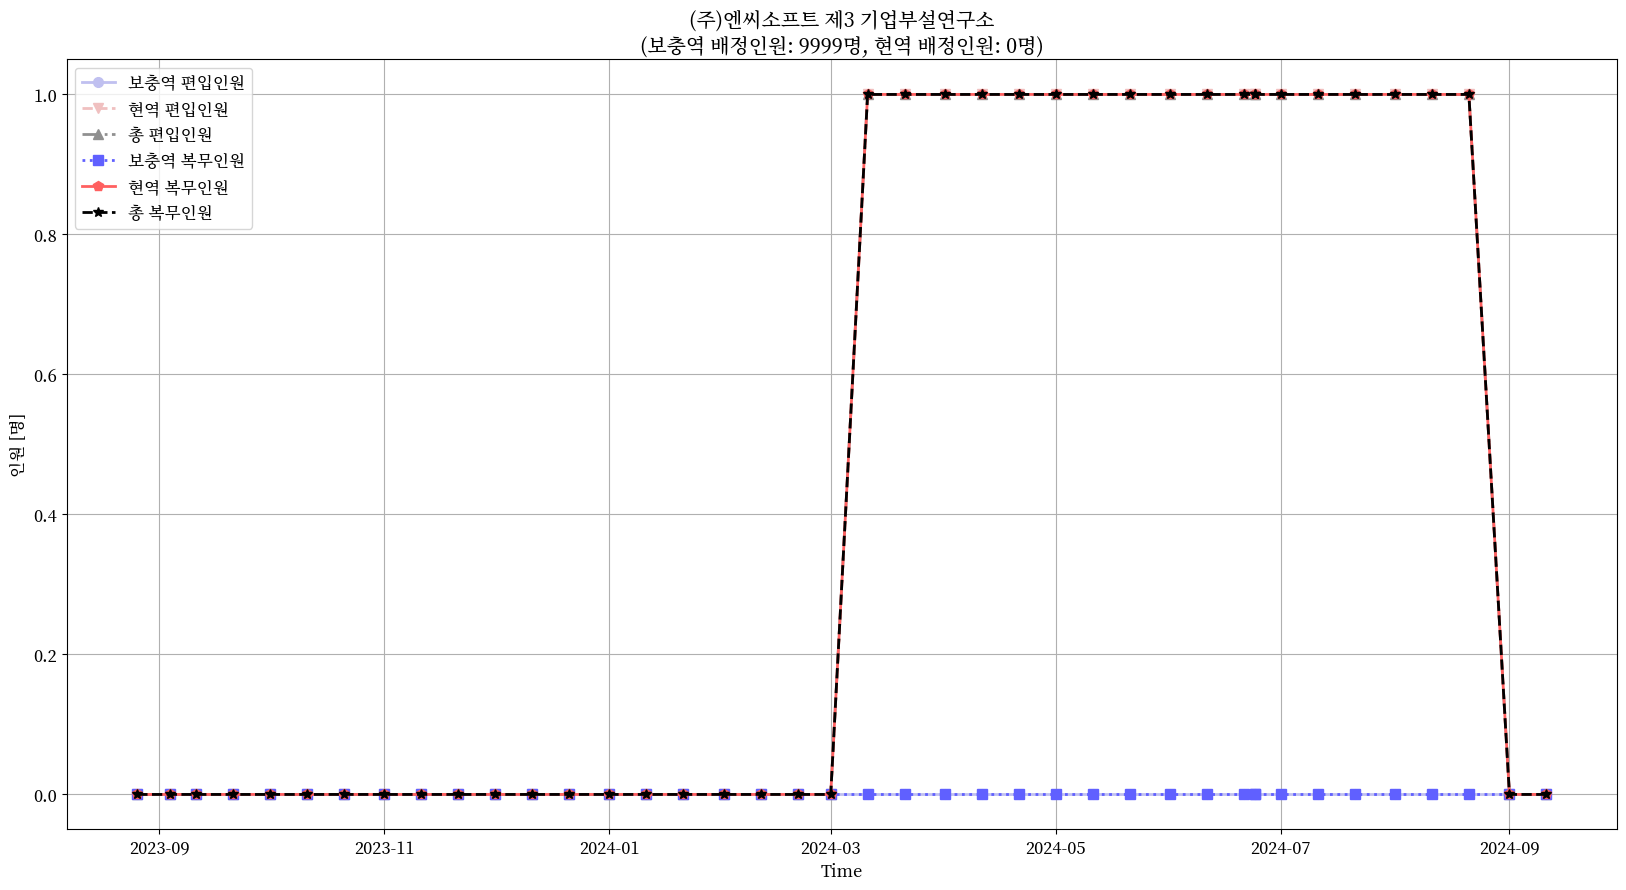 (주)엔씨소프트 제3 기업부설연구소
(보충역 배정인원: 9999명, 현역 배정인원: 0명)
보충역 편입인원
현역 편입인원
총 편입인원
보충역 복무인원
현역 복무인원
총 복무인원
1.0
0.8
0.6
0.4
0.2
0.0
인원 [명]
2023-09 2023-11 2024-01 2024-03 2024-05 2024-07 2024-09
Time